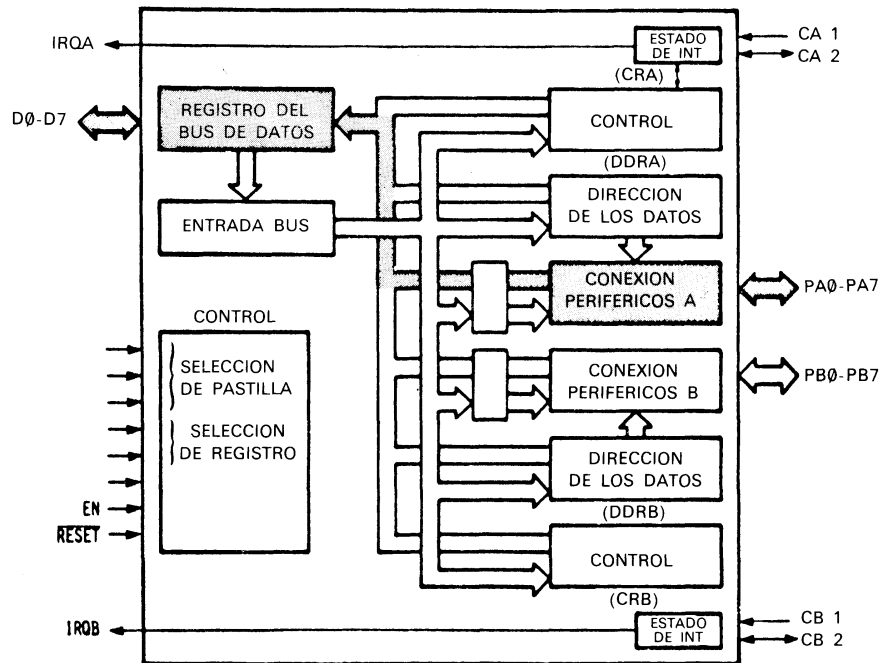 IRQA
ESTADO
DE INT
CA 1
CA 2
(CRA)
DØ-D7
REGISTRO DEL
BUS DE DATOS
CONTROL
(DDRA)
ENTRADA BUS
DIRECCION
DE LOS DATOS
CONEXION
PERIFERICOS A
PAØ-PA7
CONTROL
SELECCION
DE PASTILLA
CONEXION
PERIFERICOS B
PBØ-PB7
SELECCION
DE REGISTRO
DIRECCION
DE LOS DATOS
(DDRB)
EN
RESET
CONTROL
(CRB)
IRQB
ESTADO
DE INT
CB 1
CB 2